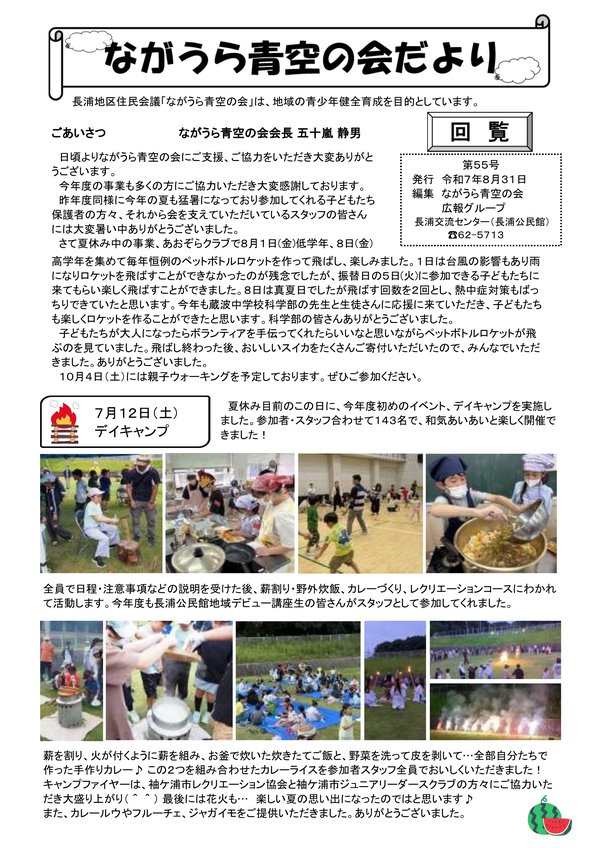 ながうら青空の会だより
長浦地区住民会議「ながうら青空の会」は、地域の青少年健全育成を目的としています。
ごあいさつ ながうら青空の会会長 五十嵐 静男
日頃よりながうら青空の会にご支援、ご協力をいただき大変ありがと
うございます。
今年度の事業も多くの方にご協力いただき大変感謝しております。
昨年度同様に今年の夏も猛暑になっており参加してくれる子どもたち
保護者の方々、それから会を支えていただいているスタッフの皆さん
には大変暑い中ありがとうございました。
さて夏休み中の事業、あおぞらクラブで8月1日(金)低学年、8日(金)
回 覧
第55号
発行 令和7年8月31日
編集 ながうら青空の会
広報グループ
長浦交流センター(長浦公民館)
☎62-5713
高学年を集めて毎年恒例のペットボトルロケットを作って飛ばし、楽しみました。1日は台風の影響もあり雨
になりロケットを飛ばすことができなかったのが残念でしたが、振替日の5日(火)に参加できる子どもたちに
来てもらい楽しく飛ばすことができました。8日は真夏日でしたが飛ばす回数を2回とし、熱中症対策もばっ
ちりできていたと思います。今年も蔵波中学校科学部の先生と生徒さんに応援に来ていただき、子どもたち
も楽しくロケットを作ることができたと思います。科学部の皆さんありがとうございました。
子どもたちが大人になったらボランティアを手伝ってくれたらいいなと思いながらペットボトルロケットが飛
ぶのを見ていました。飛ばし終わった後、おいしいスイカをたくさんご寄付いただいたので、みんなでいただ
きました。ありがとうございました。
10月4日(土)には親子ウォーキングを予定しております。ぜひご参加ください。
7月12日(土)
デイキャンプ
夏休み目前のこの日に、今年度初めのイベント、デイキャンプを実施し
ました。参加者・スタッフ合わせて143名で、和気あいあいと楽しく開催で
きました!
全員で日程・注意事項などの説明を受けた後、薪割り・野外炊飯、カレーづくり、レクリエーションコースにわかれ
て活動します。今年度も長浦公民館地域デビュー講座生の皆さんがスタッフとして参加してくれました。
薪を割り、火が付くように薪を組み、お釜で炊いた炊きたてご飯と、野菜を洗って皮を剥いて…全部自分たちで
作った手作りカレー♪ この2つを組み合わせたカレーライスを参加者スタッフ全員でおいしくいただきました!
キャンプファイヤーは、袖ケ浦市レクリエーション協会と袖ケ浦市ジュニアリーダースクラブの方々にご協力いた
だき大盛り上がり(＾＾) 最後には花火も… 楽しい夏の思い出になったのではと思います♪
また、カレールウやフルーチェ、ジャガイモをご提供いただきました。ありがとうございました。